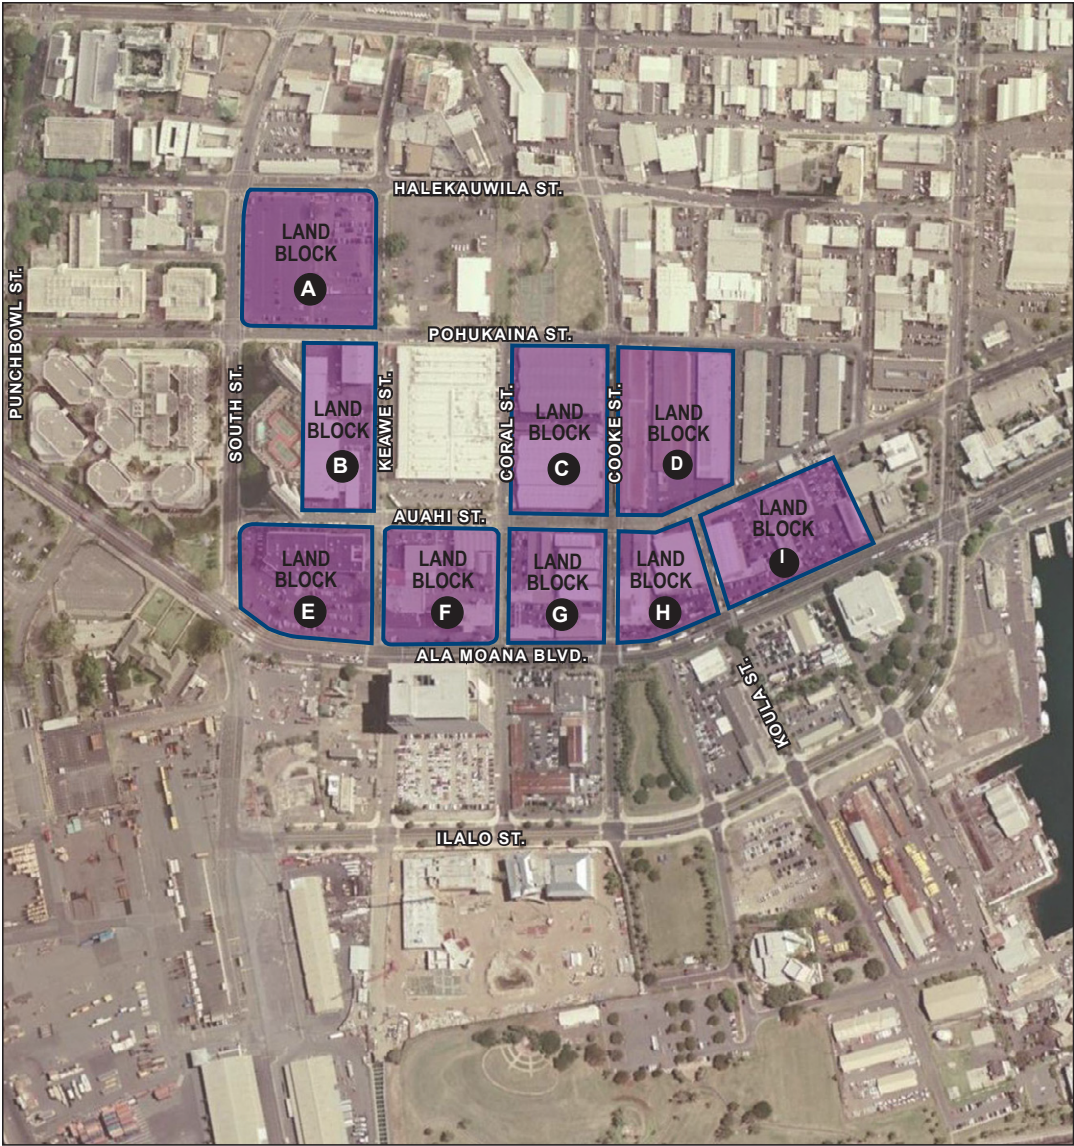 HALEKAUWILA ST.
LAND
BLOCK
A
PUNCHBOWL ST.
POHUKAINA ST.
SOUTH ST.
LAND
BLOCK
B
KEAWE ST.
CORAL ST.
LAND
BLOCK
C
COOKE ST.
LAND
BLOCK
D
AUAHI ST.
LAND
BLOCK
E
LAND
BLOCK
F
LAND
BLOCK
G
LAND
BLOCK
H
LAND
BLOCK
I
ALA MOANA BLVD.
KOULA ST.
ILALO ST.